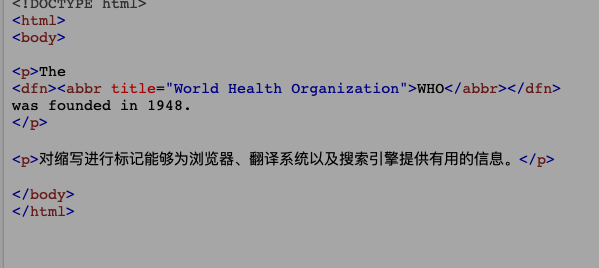 <!DOCTYPE html>
<html>
<body>
<p>The
<dfn><abbr title="World Health Organization">WHO</abbr></dfn>
was founded in 1948.
</p>
<p>对缩写进行标记能够为浏览器、翻译系统以及搜索引擎提供有用的信息。</p>
</body>
</html>